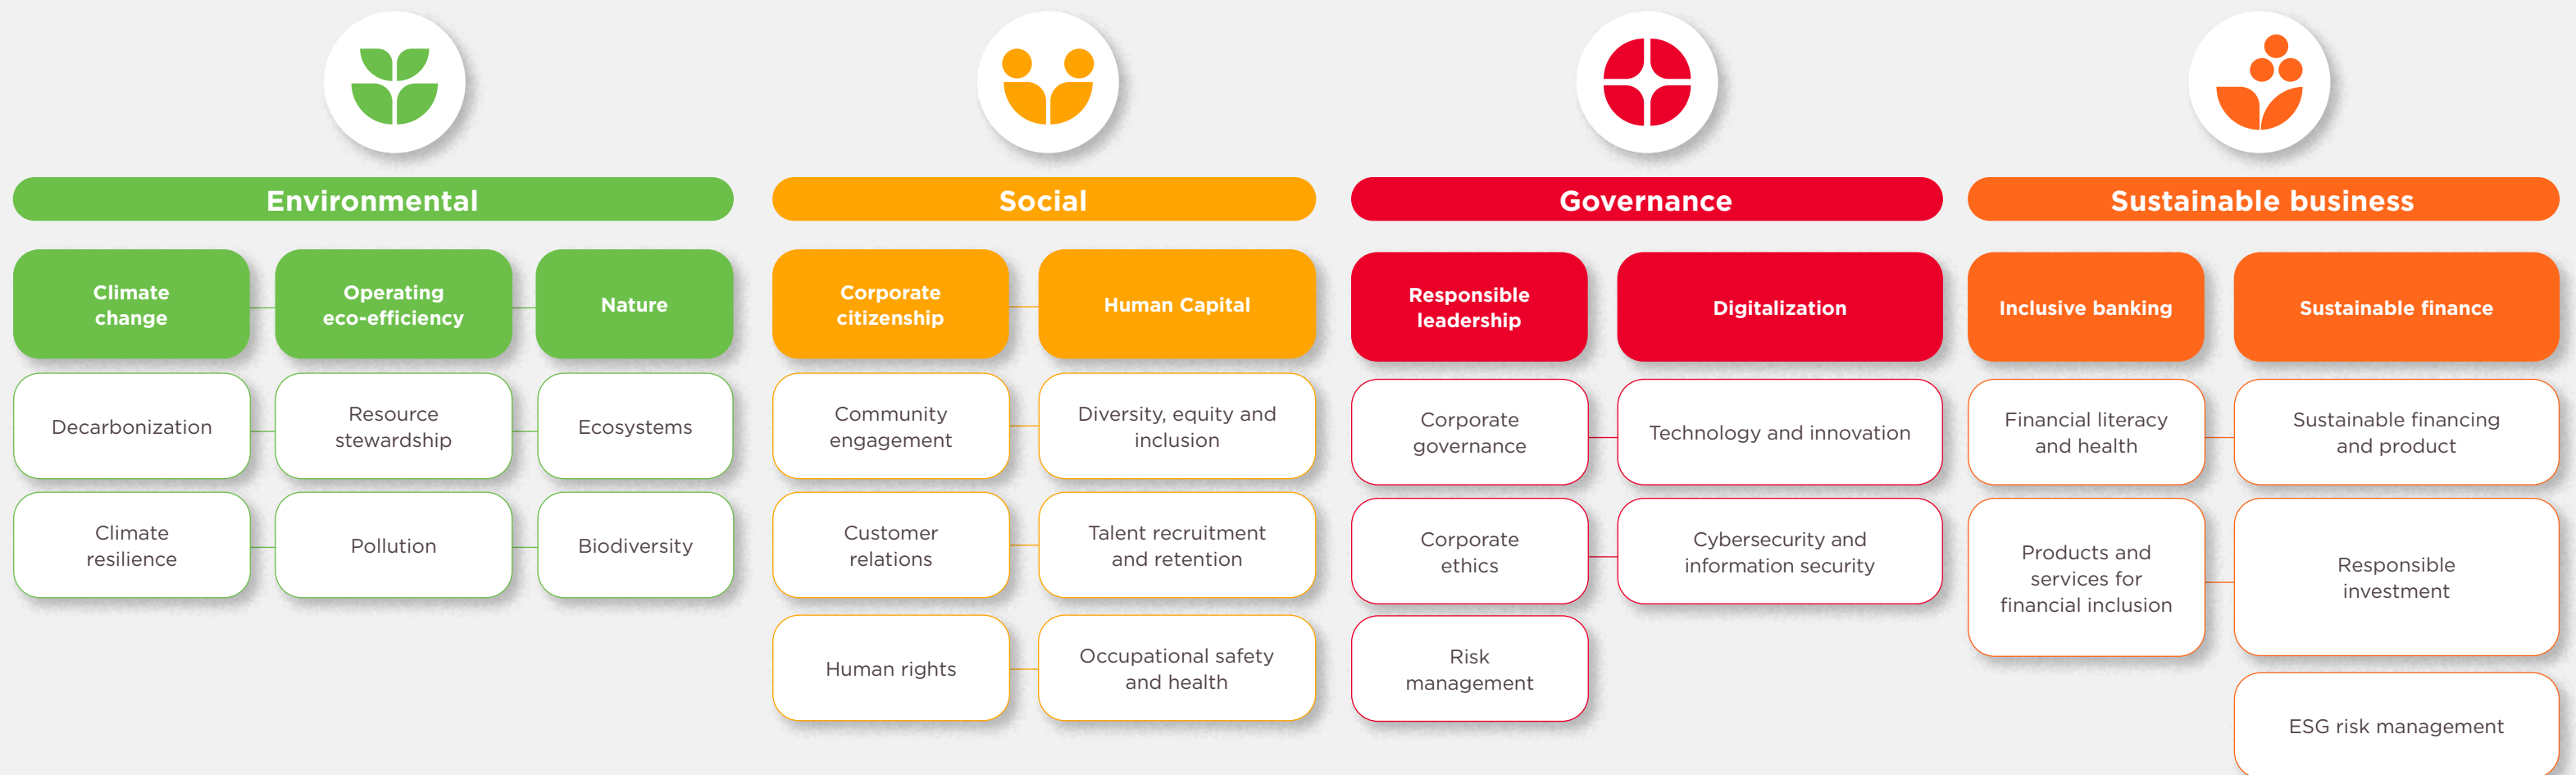 Environmental
Climate
change
Operating
eco-efficiency
Nature
Decarbonization
Resource
stewardship
Ecosystems
Climate
resilience
Pollution
Biodiversity
Social
Corporate
citizenship
Human Capital
Community
engagement
Diversity, equity and
inclusion
Customer
relations
Talent recruitment
and retention
Human rights
Occupational safety
and health
Governance
Responsible
leadership
Digitalization
Corporate
governance
Technology and innovation
Corporate
ethics
Cybersecurity and
information security
Risk
management
Sustainable business
Inclusive banking
Sustainable finance
Financial literacy
and health
Sustainable financing
and product
Products and
services for
financial inclusion
Responsible
investment
ESG risk management